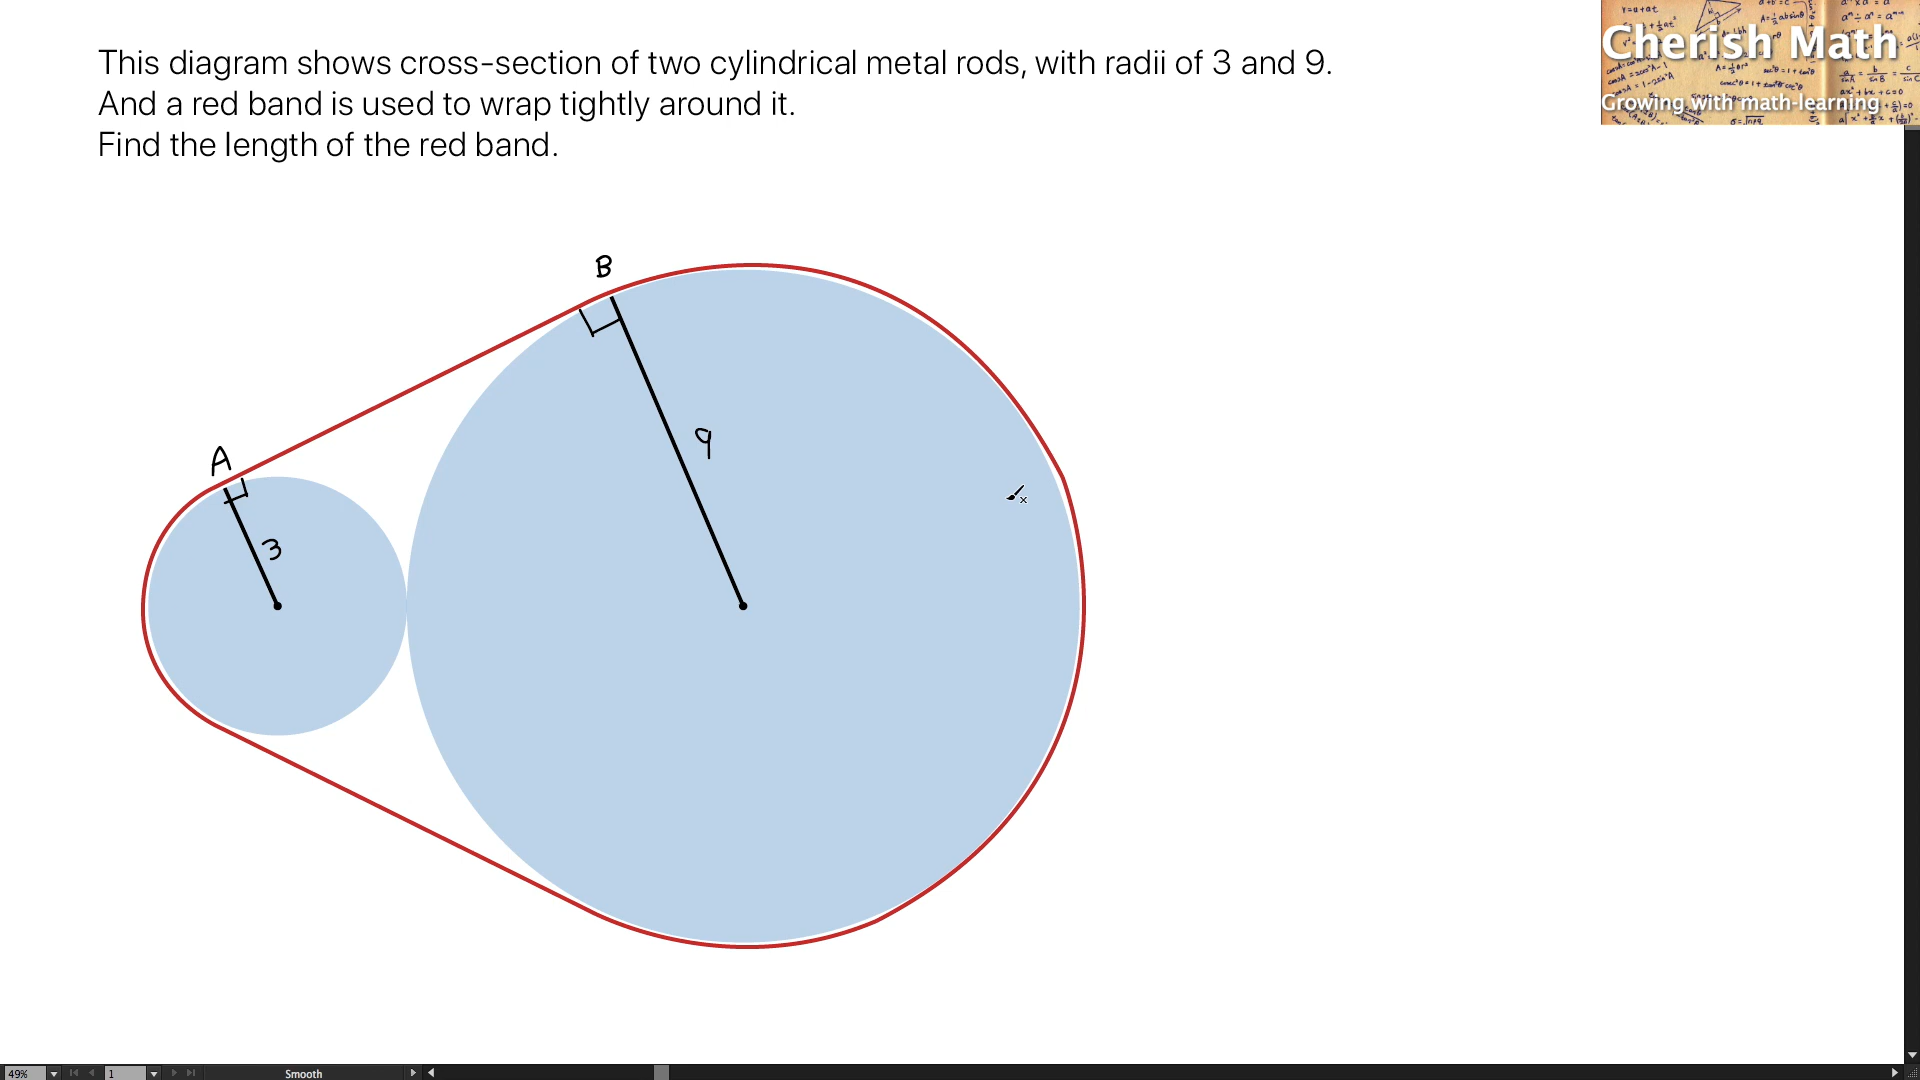 This diagram shows cross-section of two cylindrical metal rods, with radii of 3 and 9.
And a red band is used to wrap tightly around it.
Find the length of the red band.
Cherish Math
Growing with math-learning
B
A
9
3
49%
1
Smooth